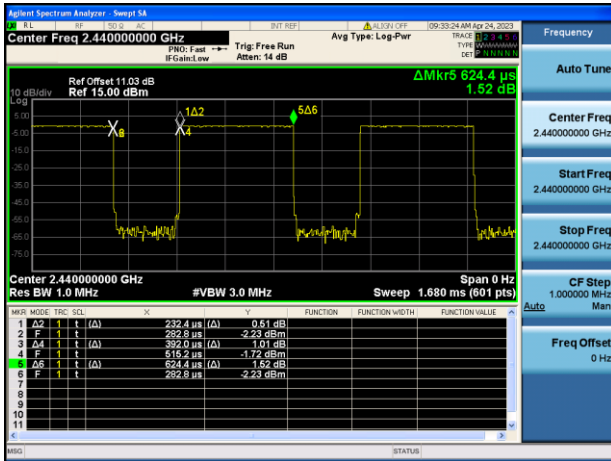 Agilent Spectrum Analyzer - Swept SA
RL RF 50 Ω AC INT REF ALIGN OFF 09:33:24 AM Apr 24, 2023
Center Freq 2.440000000 GHz
PNO: Fast Trig: Free Run Avg Type: Log-Pwr TRACE 1 2 3 4 5 6
IFGain:Low Atten: 14 dB TYPE WWWWWW
DET P N N N N N
Frequency
Auto Tune
Ref Offset 11.03 dB ΔMkr5 624.4 µs
10 dB/div Ref 15.00 dBm 1.52 dB
Log
5.00
-5.00
-15.0
-25.0
-35.0
-45.0
-55.0
-65.0
-75.0
1Δ2
5Δ6
4
Center Freq
2.440000000 GHz
Start Freq
2.440000000 GHz
Stop Freq
2.440000000 GHz
Center 2.440000000 GHz Span 0 Hz
Res BW 1.0 MHz #VBW 3.0 MHz Sweep 1.680 ms (601 pts)
CF Step
1.000000 MHz
Auto Man
Freq Offset
0 Hz
MKR MODE TRC SCL X Y FUNCTION FUNCTION WIDTH FUNCTION VALUE
1 Δ2 1 t (Δ) 232.4 µs (Δ) 0.51 dB
2 F 1 t 282.8 µs -2.23 dBm
3 Δ4 1 t (Δ) 392.0 µs (Δ) 1.01 dB
4 F 1 t 515.2 µs -1.72 dBm
5 Δ6 1 t (Δ) 624.4 µs (Δ) 1.52 dB
6 F 1 t 282.8 µs -2.23 dBm
7
8
9
10
11
MSG STATUS